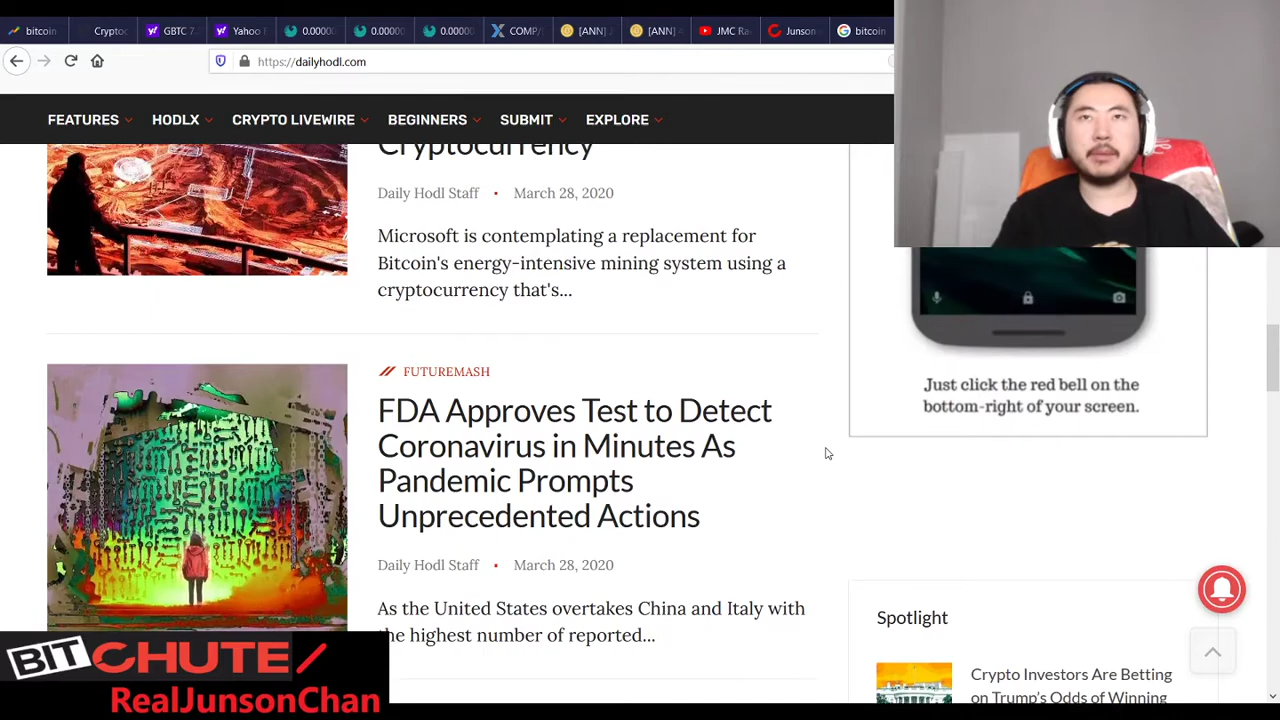 bitcoin
Cryptoc
GBTC 7.
Yahoo F
0.00000
0.00000
0.00000
COMP/
[ANN]
[ANN]
JMC Ra
Junson
bitcoin
https://dailyhodl.com
FEATURES
HODLX
CRYPTO LIVEWIRE
BEGINNERS
SUBMIT
EXPLORE
Cryptocurrency
Daily Hodl Staff • March 28, 2020
Microsoft is contemplating a replacement for
Bitcoin's energy-intensive mining system using a
cryptocurrency that's...
FUTUREMASH
FDA Approves Test to Detect
Coronavirus in Minutes As
Pandemic Prompts
Unprecedented Actions
Daily Hodl Staff • March 28, 2020
As the United States overtakes China and Italy with
the highest number of reported...
Just click the red bell on the
bottom-right of your screen.
Spotlight
Crypto Investors Are Betting
on Trump's Odds of Winning
BITCHUTE
RealJunsonChan